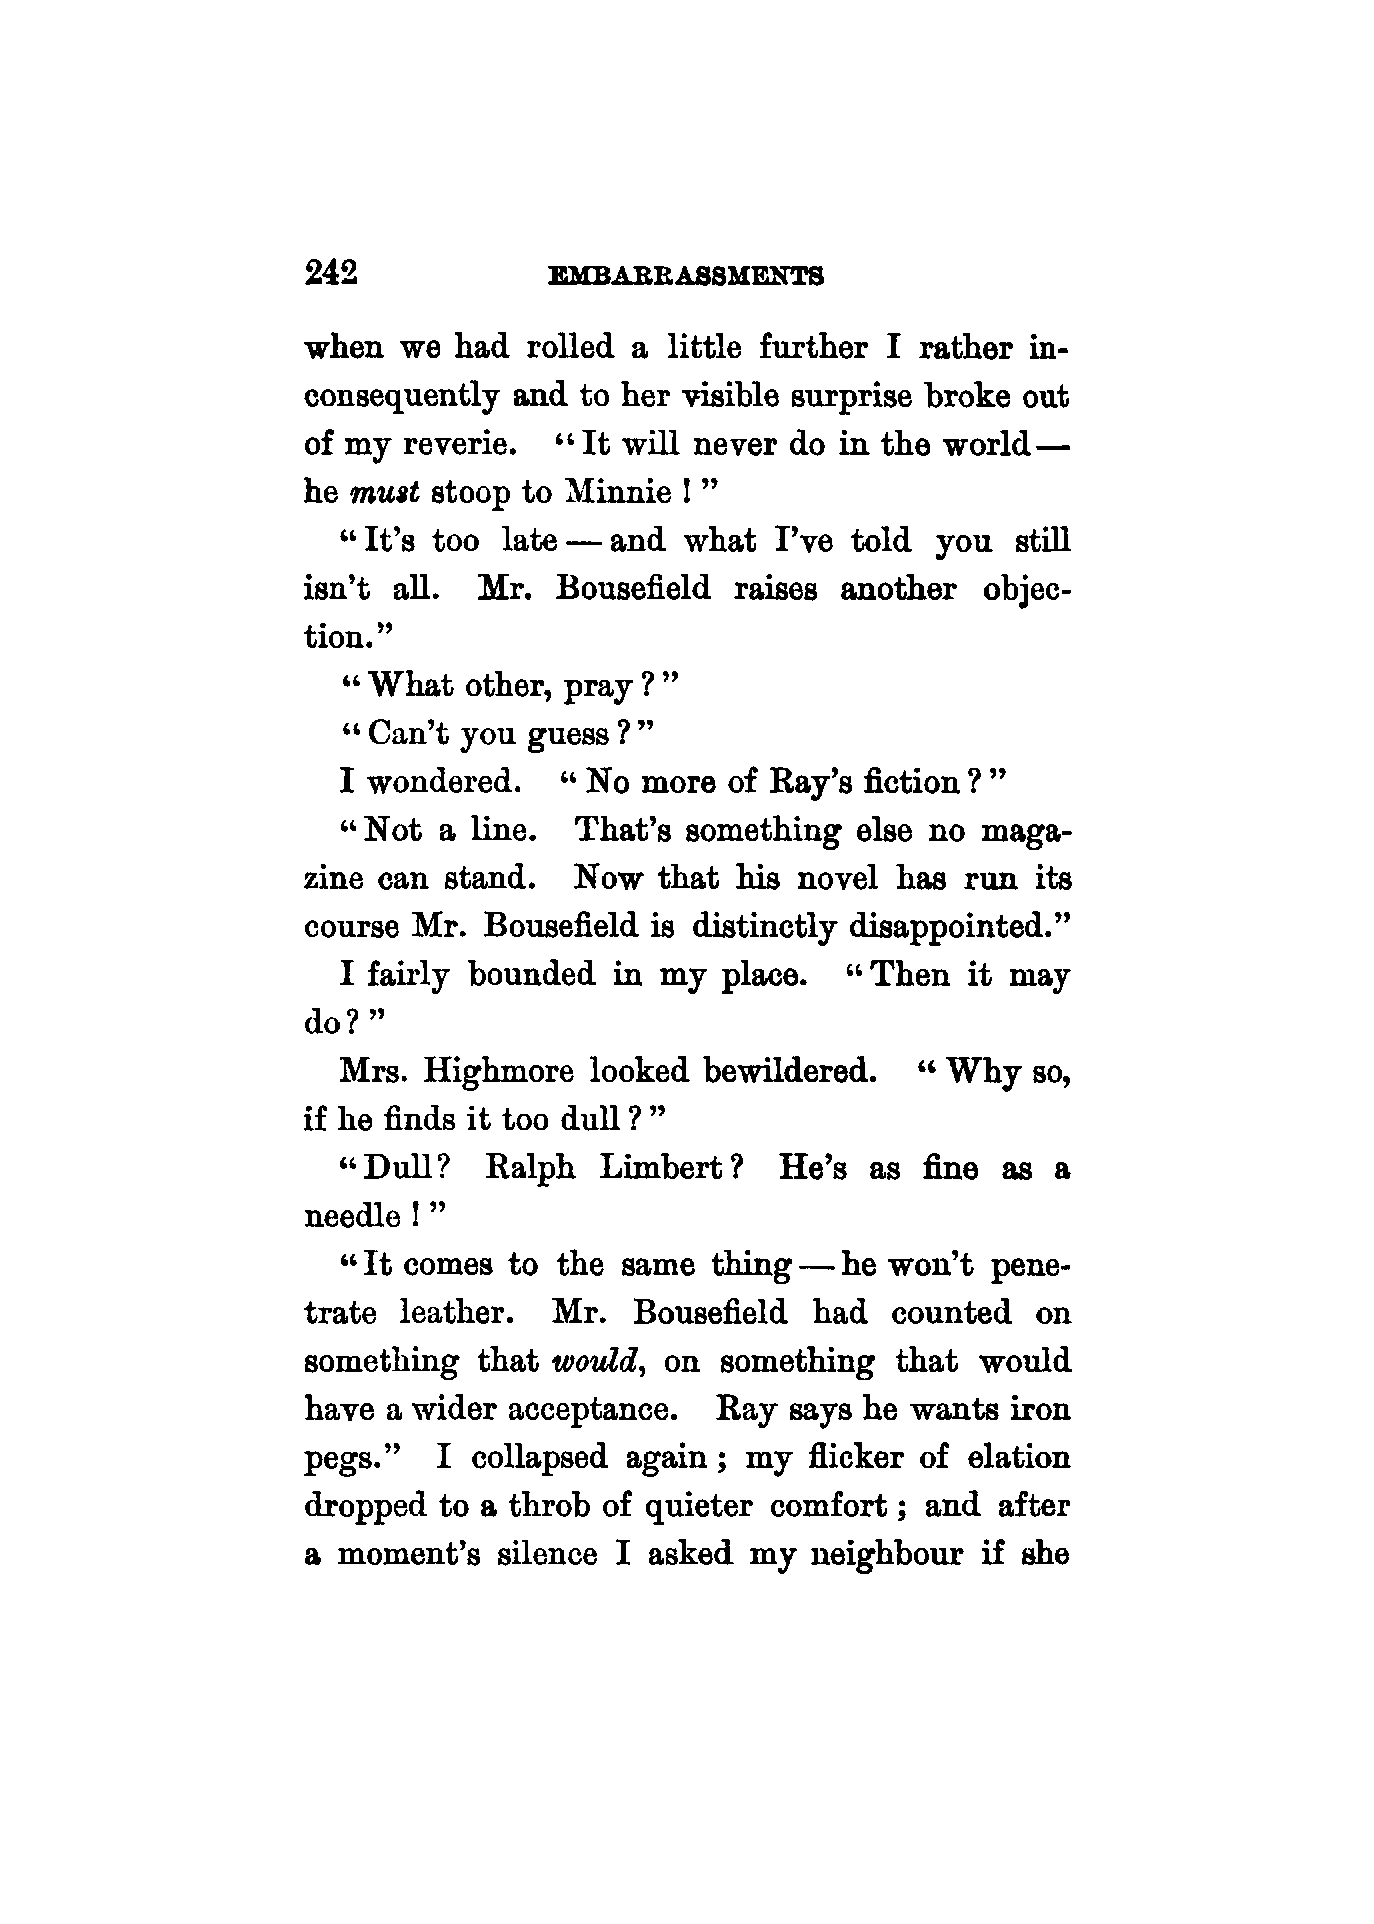 242 EMBARRASSMENTS
when we had rolled a little further I rather in-
consequently and to her visible surprise broke out
of my reverie. “It will never do in the world—
he must stoop to Minnie!”
“It’s too late—and what I’ve told you still
isn’t all. Mr. Bousefield raises another objec-
tion.”
“What other, pray?”
“Can’t you guess?”
I wondered. “No more of Ray’s fiction?”
“Not a line. That’s something else no maga-
zine can stand. Now that his novel has run its
course Mr. Bousefield is distinctly disappointed.”
I fairly bounded in my place. “Then it may
do?”
Mrs. Highmore looked bewildered. “Why so,
if he finds it too dull?”
“Dull? Ralph Limbert? He’s as fine as a
needle!”
“It comes to the same thing—he won’t pene-
trate leather. Mr. Bousefield had counted on
something that would, on something that would
have a wider acceptance. Ray says he wants iron
pegs.” I collapsed again; my flicker of elation
dropped to a throb of quieter comfort; and after
a moment’s silence I asked my neighbour if she